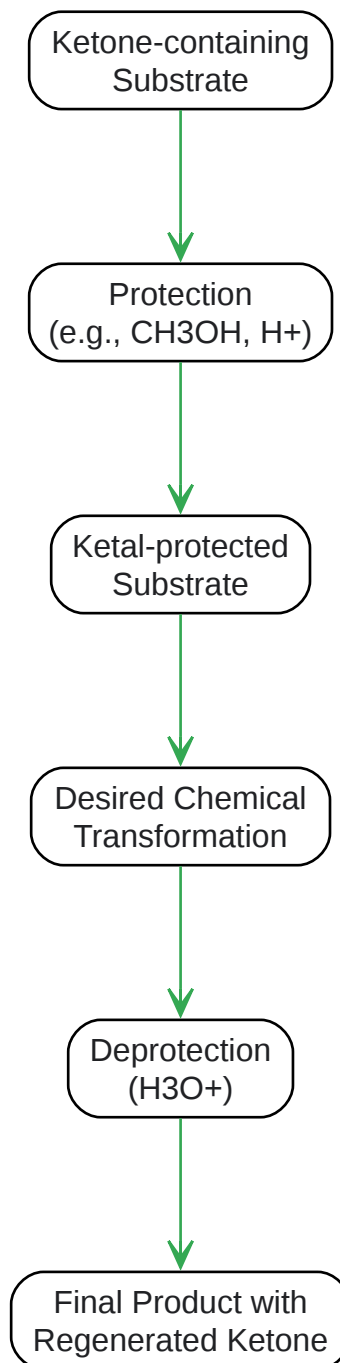 Ketone-containing
Substrate
Protection
(e.g., CH3OH, H+)
Ketal-protected
Substrate
Desired Chemical
Transformation
Deprotection
(H3O+)
Final Product with
Regenerated Ketone